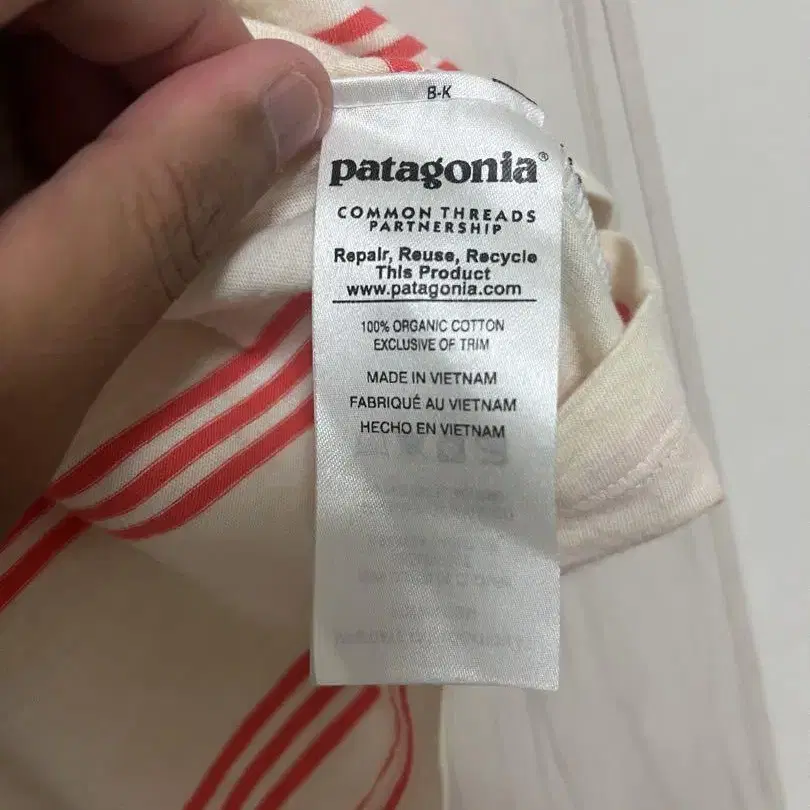 B-K
patagonia®
COMMON THREADS
PARTNERSHIP
Repair, Reuse, Recycle
This Product
www.patagonia.com
100% ORGANIC COTTON
EXCLUSIVE OF TRIM
MADE IN VIETNAM
FABRIQUÉ AU VIETNAM
HECHO EN VIETNAM